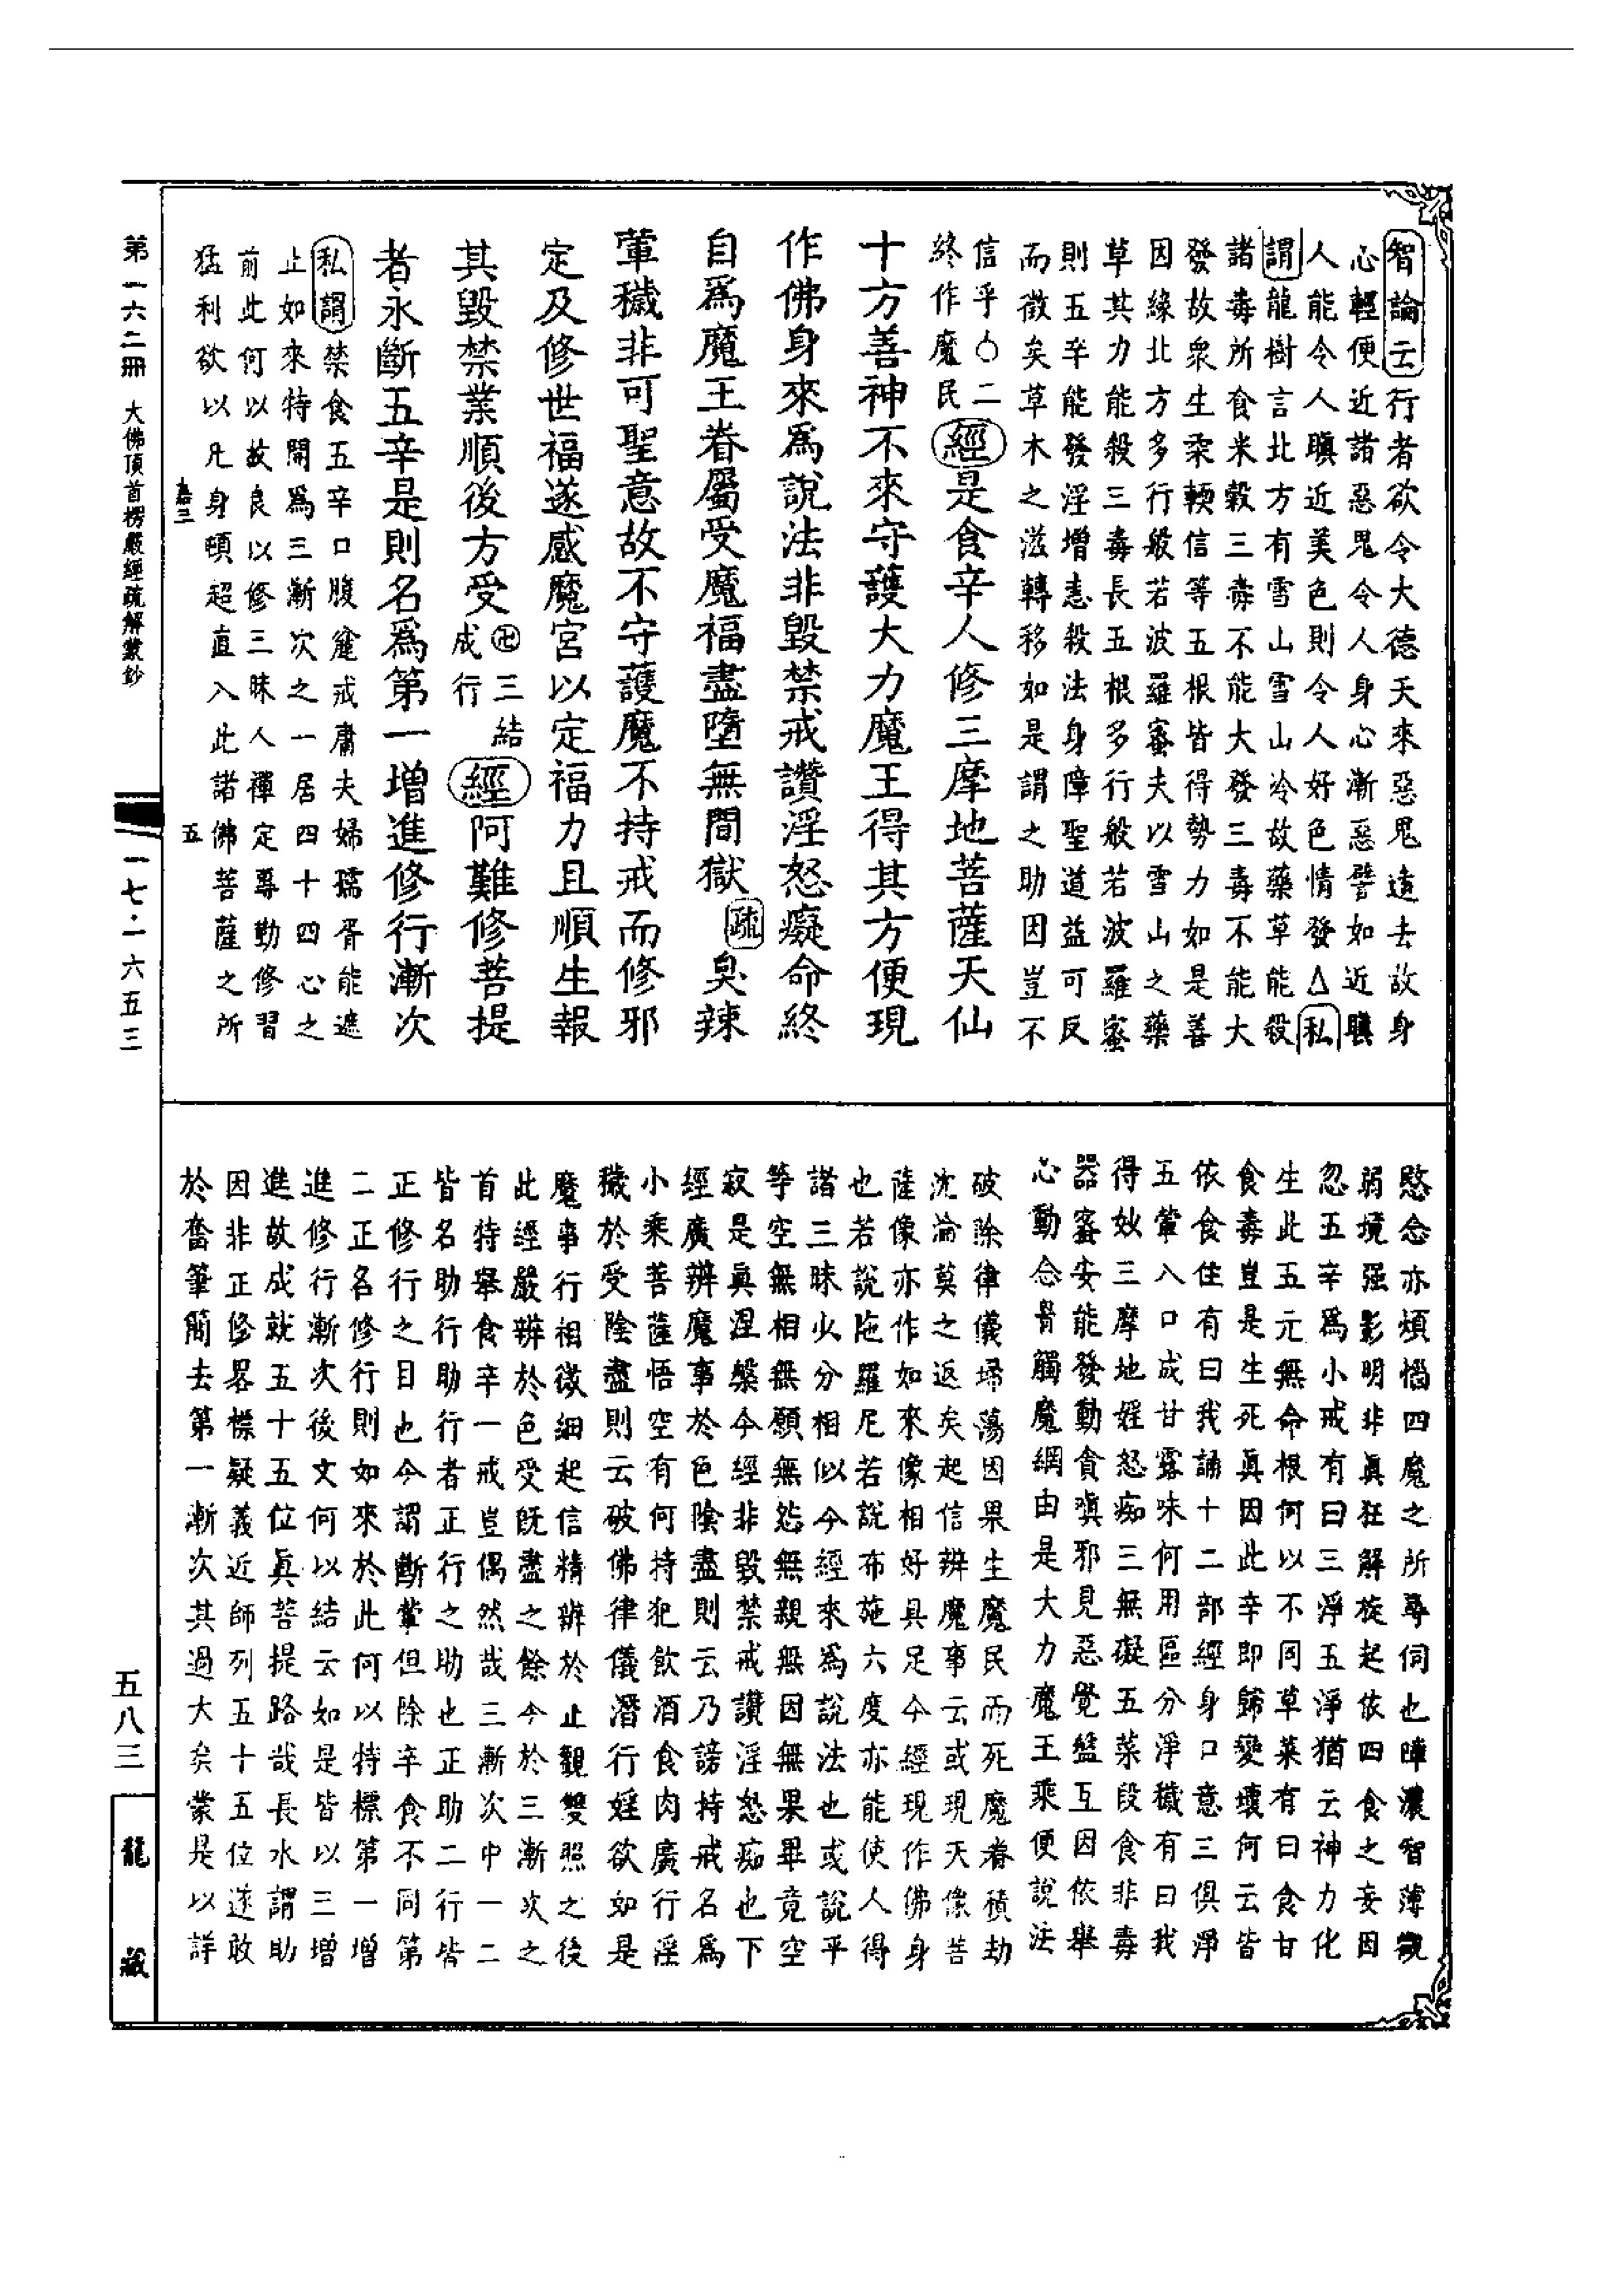 智論云行者欲令大德天來惡鬼遠去故身
心輕便近諸惡鬼令人身心漸惡譬如近瞋
人能令人瞋近美色則令人好色情發△私
謂龍樹言北方有雪山雪山冷故藥草能殺
諸毒所食米穀三毒不能大發三毒不能大
發故衆生柔輭信等五根皆得勢力如是善
因緣北方多行般若波羅蜜夫以雪山之藥
草其力能殺三毒長五根多行般若波羅蜜
則五辛能發淫增恚殺法身障聖道益可反
而徵矣草木之滋轉移如是謂之助因豈不
信乎○二
終作魔民
經是食辛人修三摩地菩薩天仙
十方善神不來守護大力魔王得其方便現
作佛身來爲說法非毀禁戒讚淫怒癡命終
自爲魔王眷屬受魔福盡墮無間獄疏臭辣
葷穢非可聖意故不守護魔不持戒而修邪
定及修世福遂感魔宮以定福力且順生報
其毀禁業順後方受
卍三結
成行
經阿難修菩提
者永斷五辛是則名爲第一增進修行漸次
私謂禁食五辛口腹麄戒庸夫婦孺胥能遮
止如來特開爲三漸次之一居四十四心之
前此何以故良以修三昧人禪定尋勤修習
猛利欲以凡身頓超直入此諸佛菩薩之所
愍念亦煩惱四魔之所尋伺也障濃智薄觀
弱境强影明非眞狂解旋起依四食之妄因
忽五辛爲小戒有曰三淨五淨猶云神力化
生此五元無命根何以不同草菜有曰食甘
食毒豈是生死眞因此辛即歸變壞何云皆
依食住有曰我誦十二部經身口意三俱淨
五葷入口成甘露味何用區分淨穢有曰我
得妙三摩地婬怒痴三無礙五菜段食非毒
器審安能發動貪嗔邪見惡覺盤互因依舉
心動念骨觸魔網由是大力魔王乘便說法
破除律儀埽蕩因果生魔民而死魔眷積劫
沈淪莫之返矣起信辨魔事云或現天像菩
薩像亦作如來像相好具足今經現作佛身
也若說陁羅尼若說布施六度亦能使人得
諸三昧少分相似今經來爲說法也或說平
等空無相無願無怨無親無因無果畢竟空
寂是眞涅槃今經非毀禁戒讚淫怒痴也下
經廣辨魔事於色陰盡則云乃謗持戒名爲
小乘菩薩悟空有何持犯飮酒食肉廣行淫
穢於受陰盡則云破佛律儀潛行婬欲如是
魔事行相微細起信精辨於止觀雙照之後
此經嚴辨於色受旣盡之餘今於三漸次之
首特舉食辛一戒豈偶然哉三漸次中一二
皆名助行助行者正行之助也正助二行皆
正修行之目也今謂斷葷但除辛食不同第
二正名修行則如來於此何以特標第一增
進修行漸次後文何以結云如是皆以三增
進故成就五十五位眞菩提路哉長水謂助
因非正修畧標疑義近師列五十五位遂敢
於奮筆簡去第一漸次其過大矣蒙是以詳
第一六二冊　大佛頂首楞嚴經疏解蒙鈔
五
一七・一六五三
五八三
龍藏